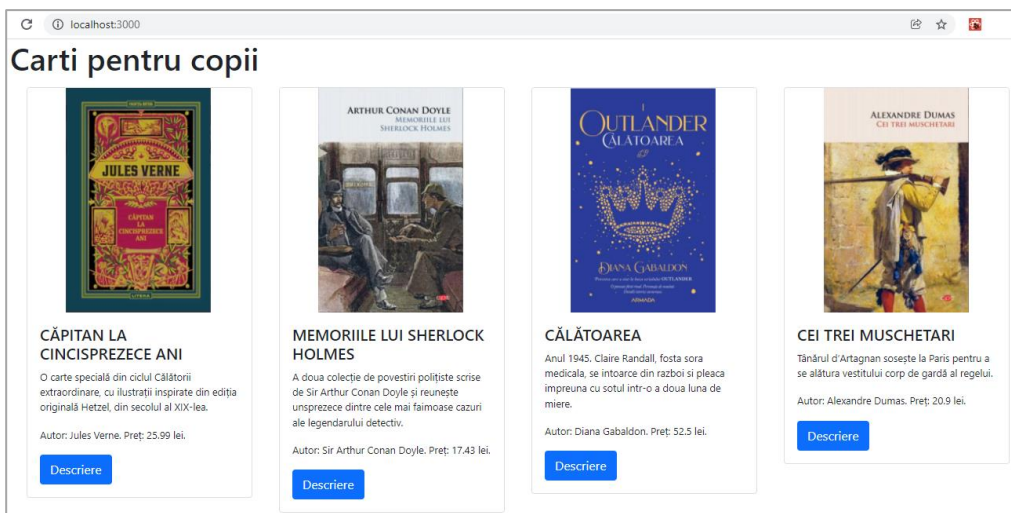 localhost:3000
Carti pentru copii
JULES VERNE
CĂPITAN
LA
CINCISPREZECE
ANI
LITERA
CĂPITAN LA
CINCISPREZECE ANI
O carte specială din ciclul Călătorii
extraordinare, cu ilustrații inspirate din ediția
originală Hetzel, din secolul al XIX-lea.
Autor: Jules Verne. Preț: 25.99 lei.
Descriere
ARTHUR CONAN DOYLE
MEMORIILE LUI
SHERLOCK HOLMES
MEMORIILE LUI SHERLOCK
HOLMES
A doua colecție de povestiri polițiste scrise
de Sir Arthur Conan Doyle și reunește
unsprezece dintre cele mai faimoase cazuri
ale legendarului detectiv.
Autor: Sir Arthur Conan Doyle. Preț: 17.43 lei.
Descriere
I
OUTLANDER
CĂLĂTOAREA
DIANA GABALDON
OUTLANDER
ARMADA
CĂLĂTOAREA
Anul 1945. Claire Randall, fosta sora
medicala, se intoarce din razboi si pleaca
impreuna cu sotul intr-o a doua luna de
miere.
Autor: Diana Gabaldon. Preț: 52.5 lei.
Descriere
ALEXANDRE DUMAS
CEI TREI MUSCHETARI
CEI TREI MUSCHETARI
Tânărul d'Artagnan sosește la Paris pentru a
se alătura vestitului corp de gardă al regelui.
Autor: Alexandre Dumas. Preț: 20.9 lei.
Descriere